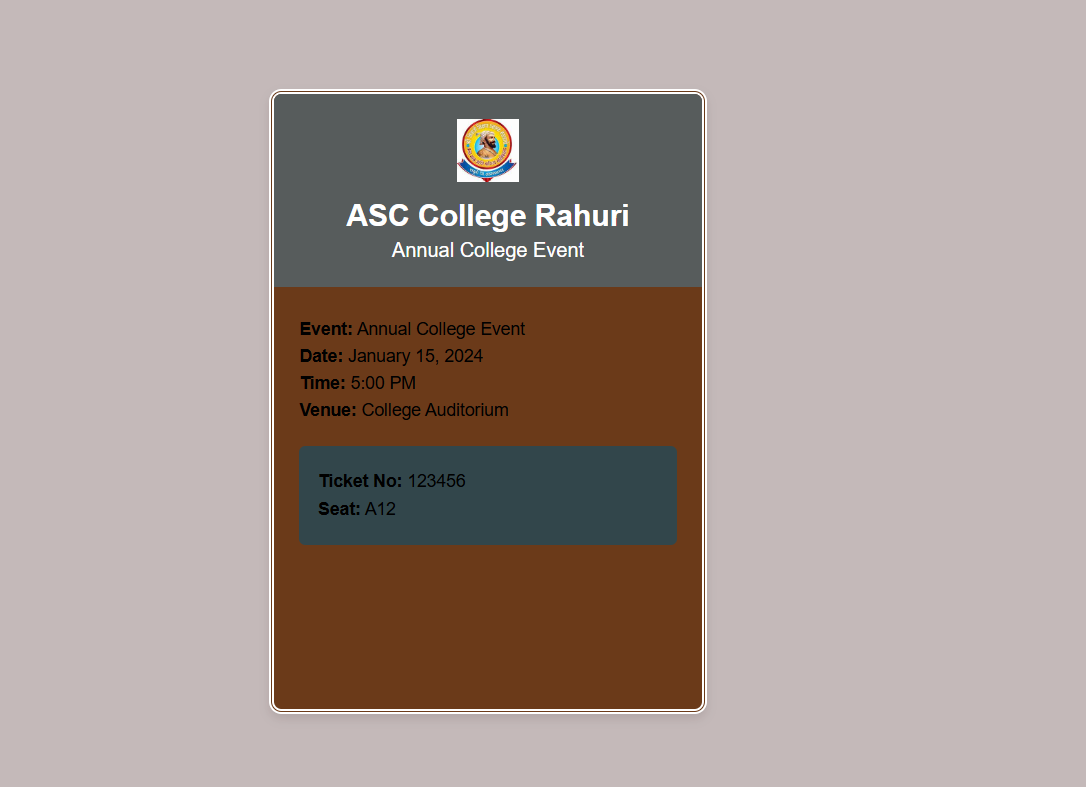 ASC College Rahuri
Annual College Event
Event: Annual College Event
Date: January 15, 2024
Time: 5:00 PM
Venue: College Auditorium
Ticket No: 123456
Seat: A12